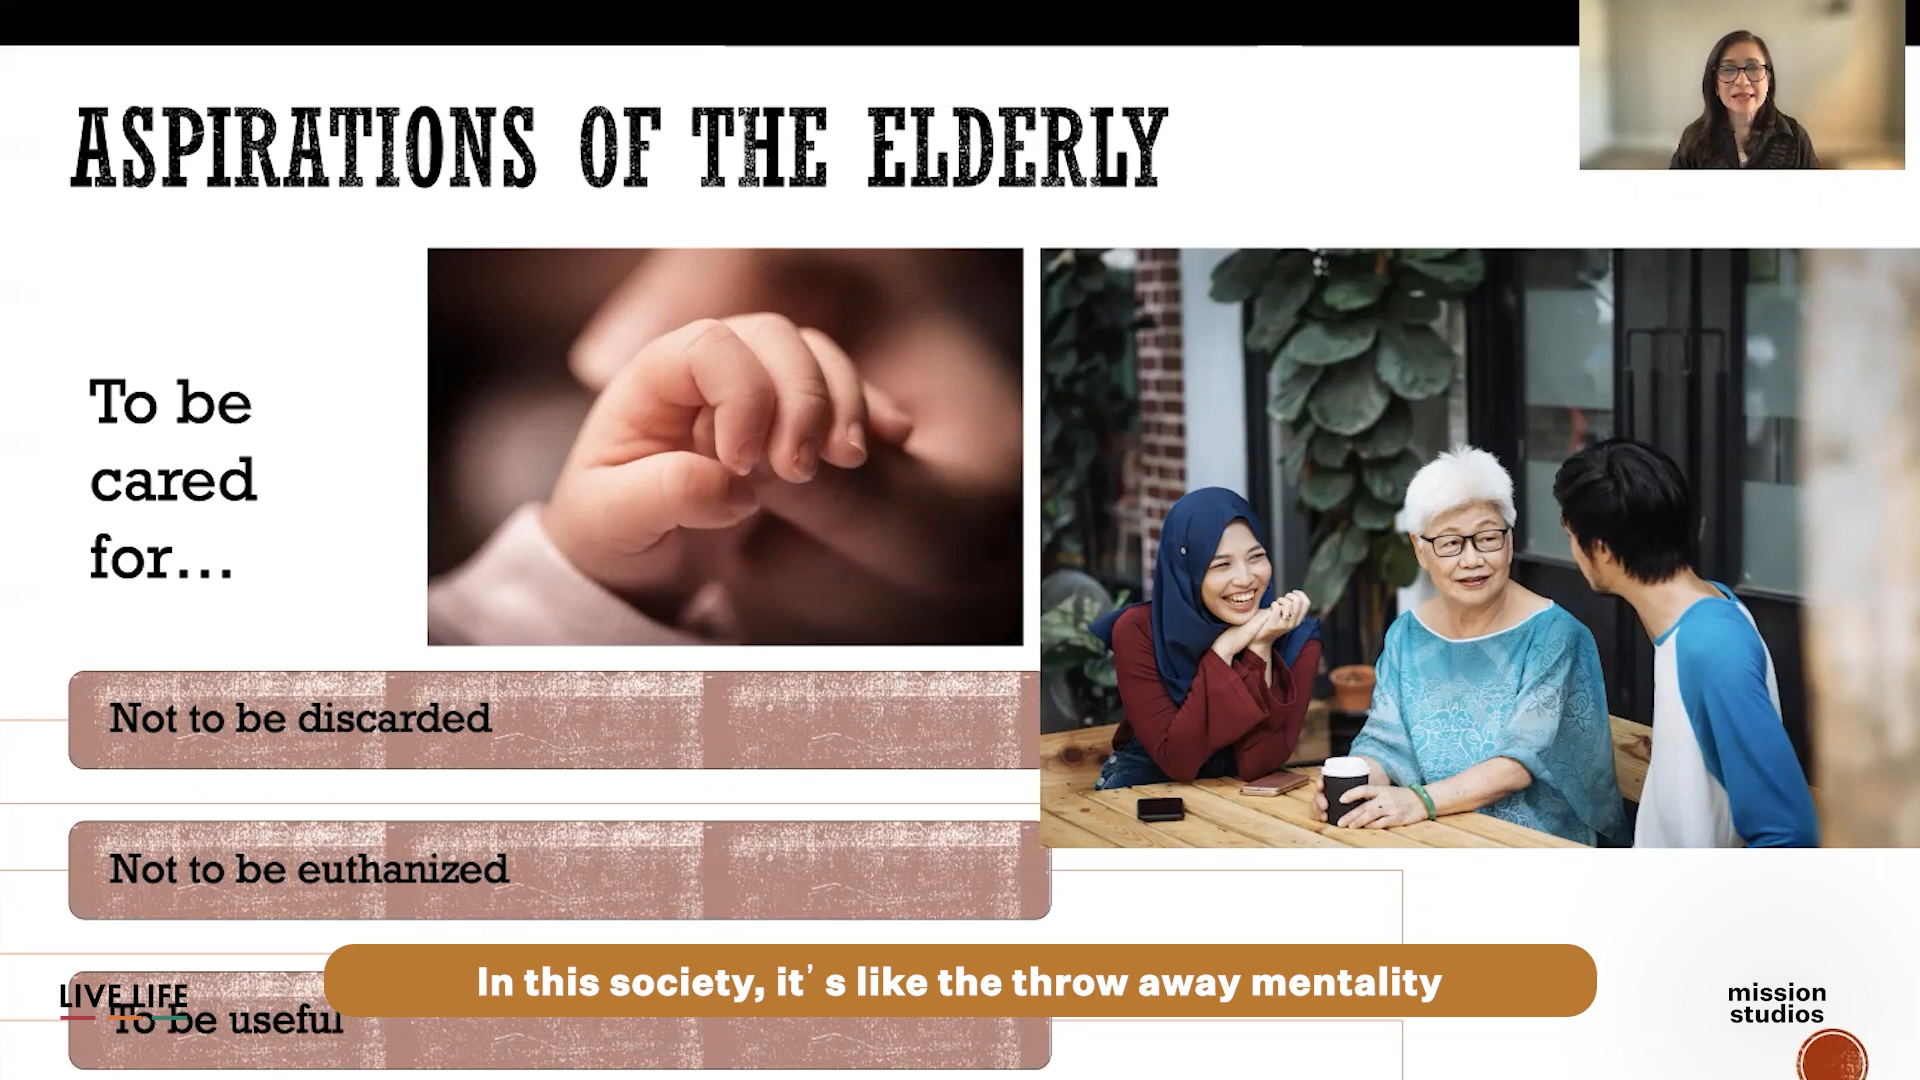 ASPIRATIONS OF THE ELDERLY
To be
cared
for...
Not to be discarded
Not to be euthanized
To be useful
LIVE LIFE
In this society, it's like the throw away mentality
mission
studios